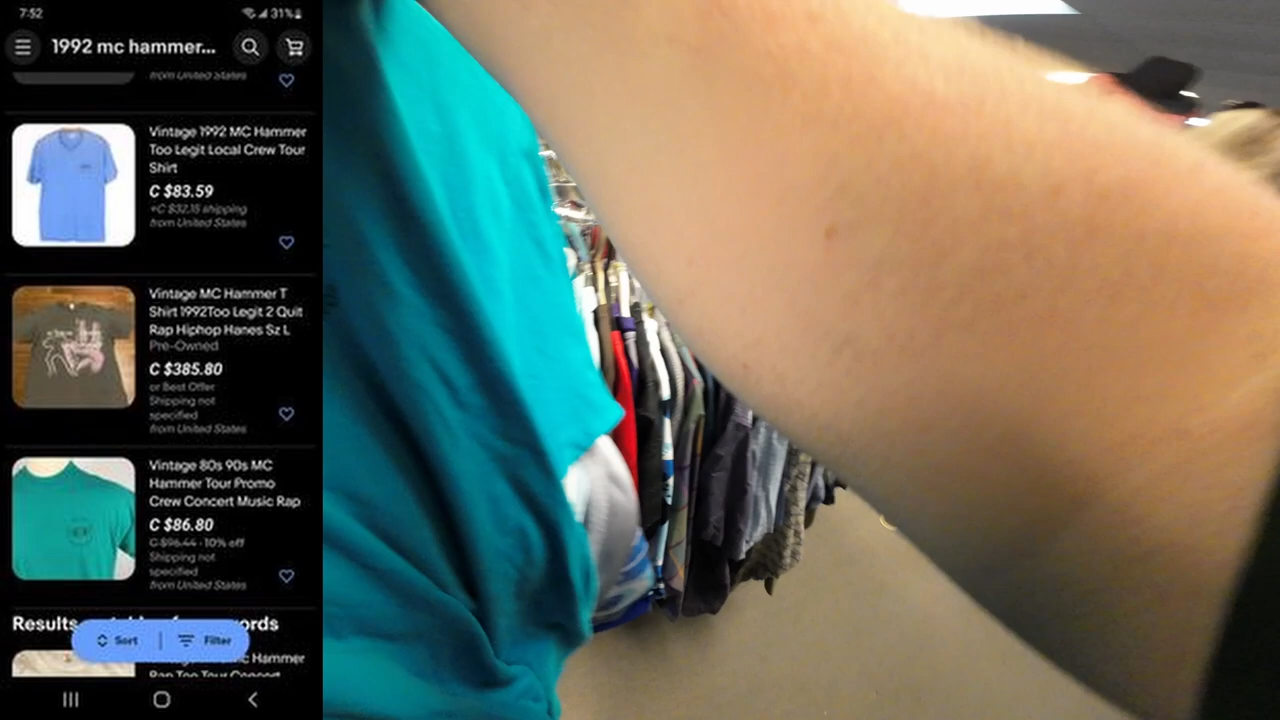 7:52
31%
1992 mc hammer...
from United States
Vintage 1992 MC Hammer
Too Legit Local Crew Tour
Shirt
C $83.59
+C $32.15 shipping
from United States
Vintage MC Hammer T
Shirt 1992Too Legit 2 Quit
Rap Hiphop Hanes Sz L
Pre-Owned
C $385.80
or Best Offer
Shipping not
specified
from United States
Vintage 80s 90s MC
Hammer Tour Promo
Crew Concert Music Rap
C $86.80
C $96.44 · 10% off
Shipping not
specified
from United States
Results
Sort
Filter
Hammer
Rap Too Tour Concert